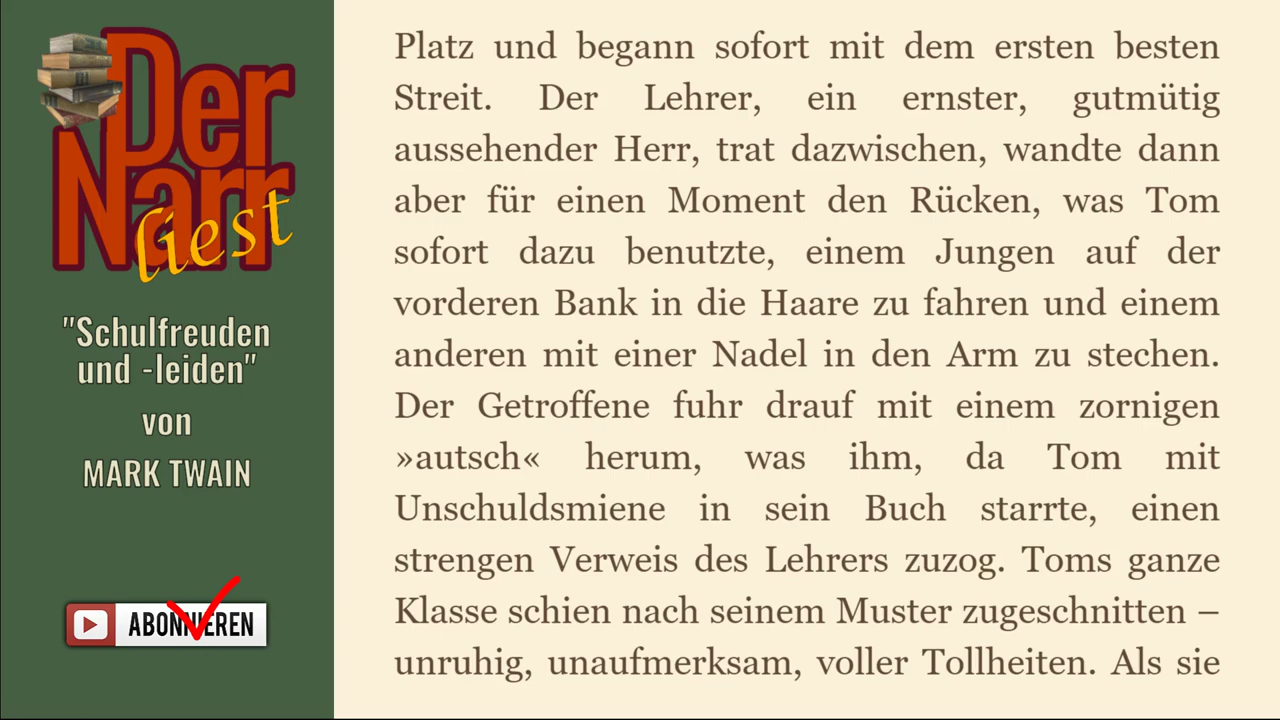 Der
Narr
liest
"Schulfreuden
und -leiden"
von
MARK TWAIN
ABONNIEREN
Platz und begann sofort mit dem ersten besten
Streit. Der Lehrer, ein ernster, gutmütig
aussehender Herr, trat dazwischen, wandte dann
aber für einen Moment den Rücken, was Tom
sofort dazu benutzte, einem Jungen auf der
vorderen Bank in die Haare zu fahren und einem
anderen mit einer Nadel in den Arm zu stechen.
Der Getroffene fuhr drauf mit einem zornigen
»autsch« herum, was ihm, da Tom mit
Unschuldsmiene in sein Buch starrte, einen
strengen Verweis des Lehrers zuzog. Toms ganze
Klasse schien nach seinem Muster zugeschnitten –
unruhig, unaufmerksam, voller Tollheiten. Als sie